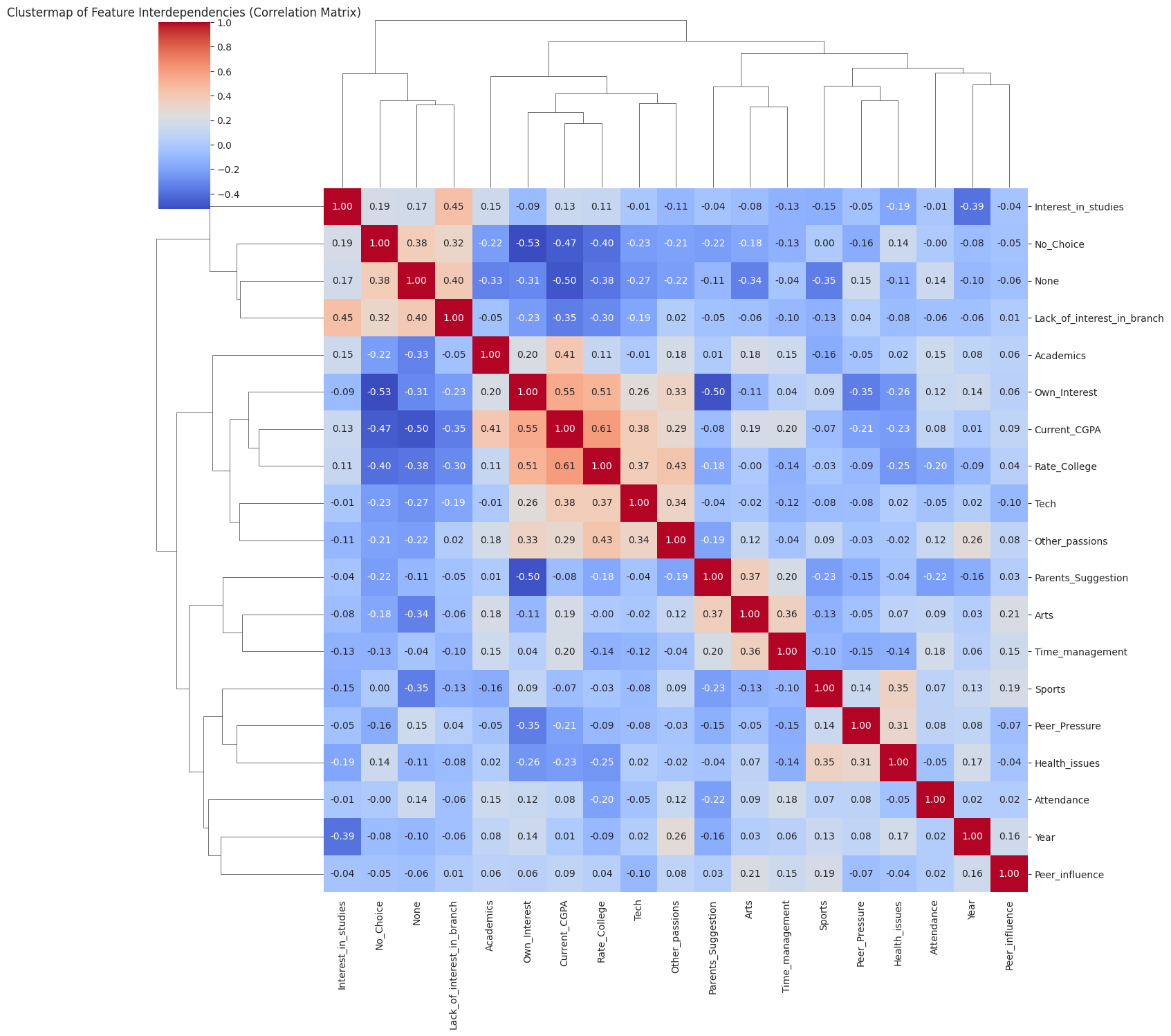 Clustermap of Feature Interdependencies (Correlation Matrix)
1.0
0.8
0.6
0.4
0.2
0.0
−0.2
−0.4
1.00 0.19 0.17 0.45 0.15 -0.09 0.13 0.11 -0.01 -0.11 -0.04 -0.08 -0.13 -0.15 -0.05 -0.19 -0.01 -0.39 -0.04 Interest_in_studies
0.19 1.00 0.38 0.32 -0.22 -0.53 -0.47 -0.40 -0.23 -0.21 -0.22 -0.18 -0.13 0.00 -0.16 0.14 -0.00 -0.08 -0.05 No_Choice
0.17 0.38 1.00 0.40 -0.33 -0.31 -0.50 -0.38 -0.27 -0.22 -0.11 -0.34 -0.04 -0.35 0.15 -0.11 0.14 -0.10 -0.06 None
0.45 0.32 0.40 1.00 -0.05 -0.23 -0.35 -0.30 -0.19 0.02 -0.05 -0.06 -0.10 -0.13 0.04 -0.08 -0.06 -0.06 0.01 Lack_of_interest_in_branch
0.15 -0.22 -0.33 -0.05 1.00 0.20 0.41 0.11 -0.01 0.18 0.01 0.18 0.15 -0.16 -0.05 0.02 0.15 0.08 0.06 Academics
-0.09 -0.53 -0.31 -0.23 0.20 1.00 0.55 0.51 0.26 0.33 -0.50 -0.11 0.04 0.09 -0.35 -0.26 0.12 0.14 0.06 Own_Interest
0.13 -0.47 -0.50 -0.35 0.41 0.55 1.00 0.61 0.38 0.29 -0.08 0.19 0.20 -0.07 -0.21 -0.23 0.08 0.01 0.09 Current_CGPA
0.11 -0.40 -0.38 -0.30 0.11 0.51 0.61 1.00 0.37 0.43 -0.18 -0.00 -0.14 -0.03 -0.09 -0.25 -0.20 -0.09 0.04 Rate_College
-0.01 -0.23 -0.27 -0.19 -0.01 0.26 0.38 0.37 1.00 0.34 -0.04 -0.02 -0.12 -0.08 -0.08 0.02 -0.05 0.02 -0.10 Tech
-0.11 -0.21 -0.22 0.02 0.18 0.33 0.29 0.43 0.34 1.00 -0.19 0.12 -0.04 0.09 -0.03 -0.02 0.12 0.26 0.08 Other_passions
-0.04 -0.22 -0.11 -0.05 0.01 -0.50 -0.08 -0.18 -0.04 -0.19 1.00 0.37 0.20 -0.23 -0.15 -0.04 -0.22 -0.16 0.03 Parents_Suggestion
-0.08 -0.18 -0.34 -0.06 0.18 -0.11 0.19 -0.00 -0.02 0.12 0.37 1.00 0.36 -0.13 -0.05 0.07 0.09 0.03 0.21 Arts
-0.13 -0.13 -0.04 -0.10 0.15 0.04 0.20 -0.14 -0.12 -0.04 0.20 0.36 1.00 -0.10 -0.15 -0.14 0.18 0.06 0.15 Time_management
-0.15 0.00 -0.35 -0.13 -0.16 0.09 -0.07 -0.03 -0.08 0.09 -0.23 -0.13 -0.10 1.00 0.14 0.35 0.07 0.13 0.19 Sports
-0.05 -0.16 0.15 0.04 -0.05 -0.35 -0.21 -0.09 -0.08 -0.03 -0.15 -0.05 -0.15 0.14 1.00 0.31 0.08 0.08 -0.07 Peer_Pressure
-0.19 0.14 -0.11 -0.08 0.02 -0.26 -0.23 -0.25 0.02 -0.02 -0.04 0.07 -0.14 0.35 0.31 1.00 -0.05 0.17 -0.04 Health_issues
-0.01 -0.00 0.14 -0.06 0.15 0.12 0.08 -0.20 -0.05 0.12 -0.22 0.09 0.18 0.07 0.08 -0.05 1.00 0.02 0.02 Attendance
-0.39 -0.08 -0.10 -0.06 0.08 0.14 0.01 -0.09 0.02 0.26 -0.16 0.03 0.06 0.13 0.08 0.17 0.02 1.00 0.16 Year
-0.04 -0.05 -0.06 0.01 0.06 0.06 0.09 0.04 -0.10 0.08 0.03 0.21 0.15 0.19 -0.07 -0.04 0.02 0.16 1.00 Peer_influence
Interest_in_studies
No_Choice
None
Lack_of_interest_in_branch
Academics
Own_Interest
Current_CGPA
Rate_College
Tech
Other_passions
Parents_Suggestion
Arts
Time_management
Sports
Peer_Pressure
Health_issues
Attendance
Year
Peer_influence